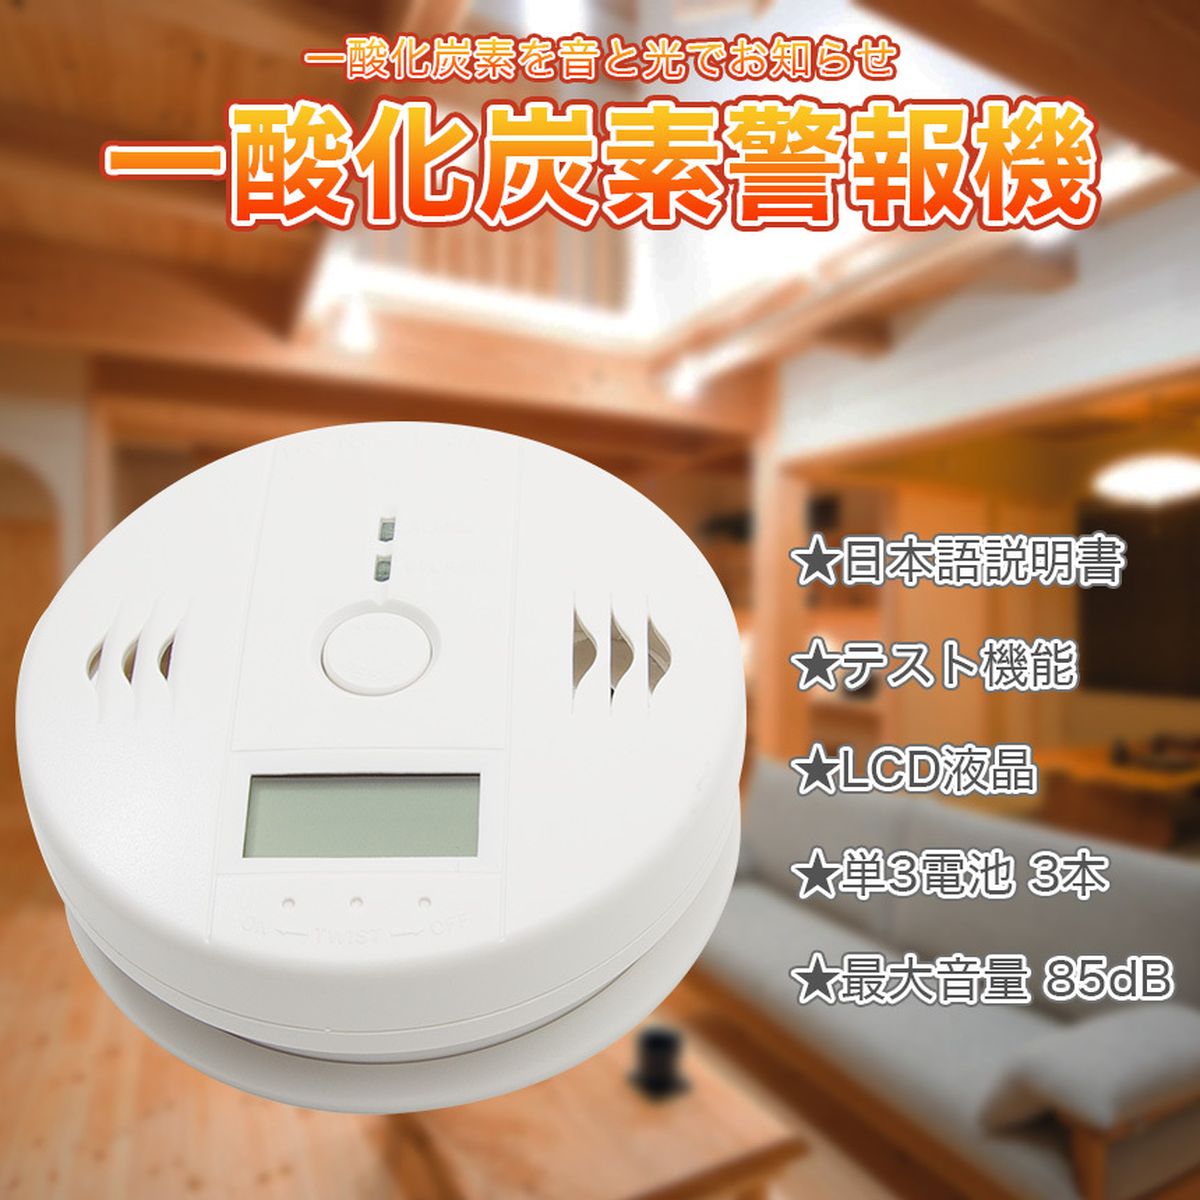 一酸化炭素を音と光でお知らせ
一酸化炭素警報機
★日本語説明書
★テスト機能
★LCD液晶
★単3電池 3本
★最大音量 85dB
ON TWIST OFF